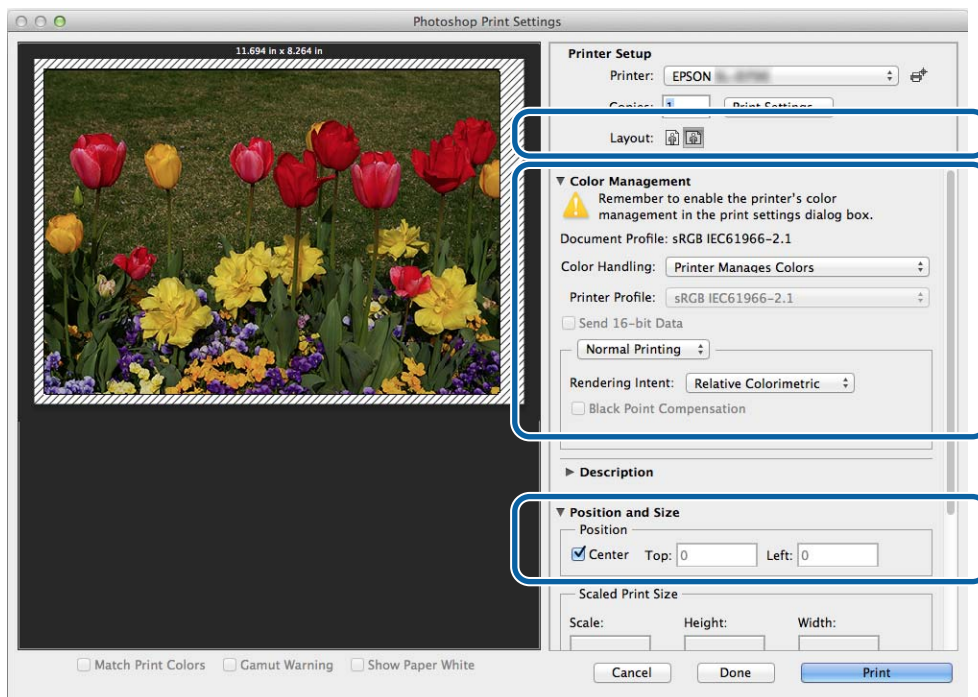 Photoshop Print Settings
11.694 in x 8.264 in
Printer Setup
Printer: EPSON
Copies: 1 Print Settings...
Layout:
Color Management
Remember to enable the printer's color
management in the print settings dialog box.
Document Profile: sRGB IEC61966-2.1
Color Handling: Printer Manages Colors
Printer Profile: sRGB IEC61966-2.1
Send 16-bit Data
Normal Printing
Rendering Intent: Relative Colorimetric
Black Point Compensation
Description
Position and Size
Position
Center Top: 0 Left: 0
Scaled Print Size
Scale: Height: Width:
Match Print Colors Gamut Warning Show Paper White
Cancel Done Print